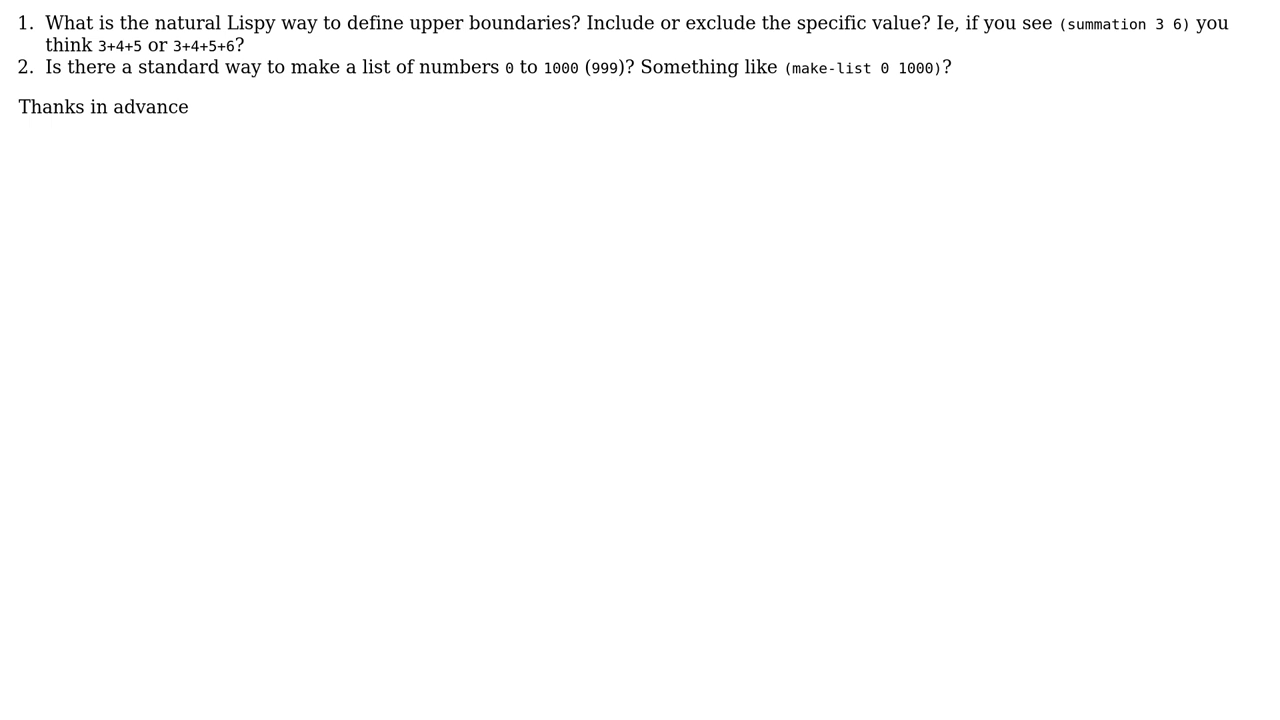 1. What is the natural Lispy way to define upper boundaries? Include or exclude the specific value? Ie, if you see (summation 3 6) you
think 3+4+5 or 3+4+5+6?
2. Is there a standard way to make a list of numbers 0 to 1000 (999)? Something like (make-list 0 1000)?
Thanks in advance